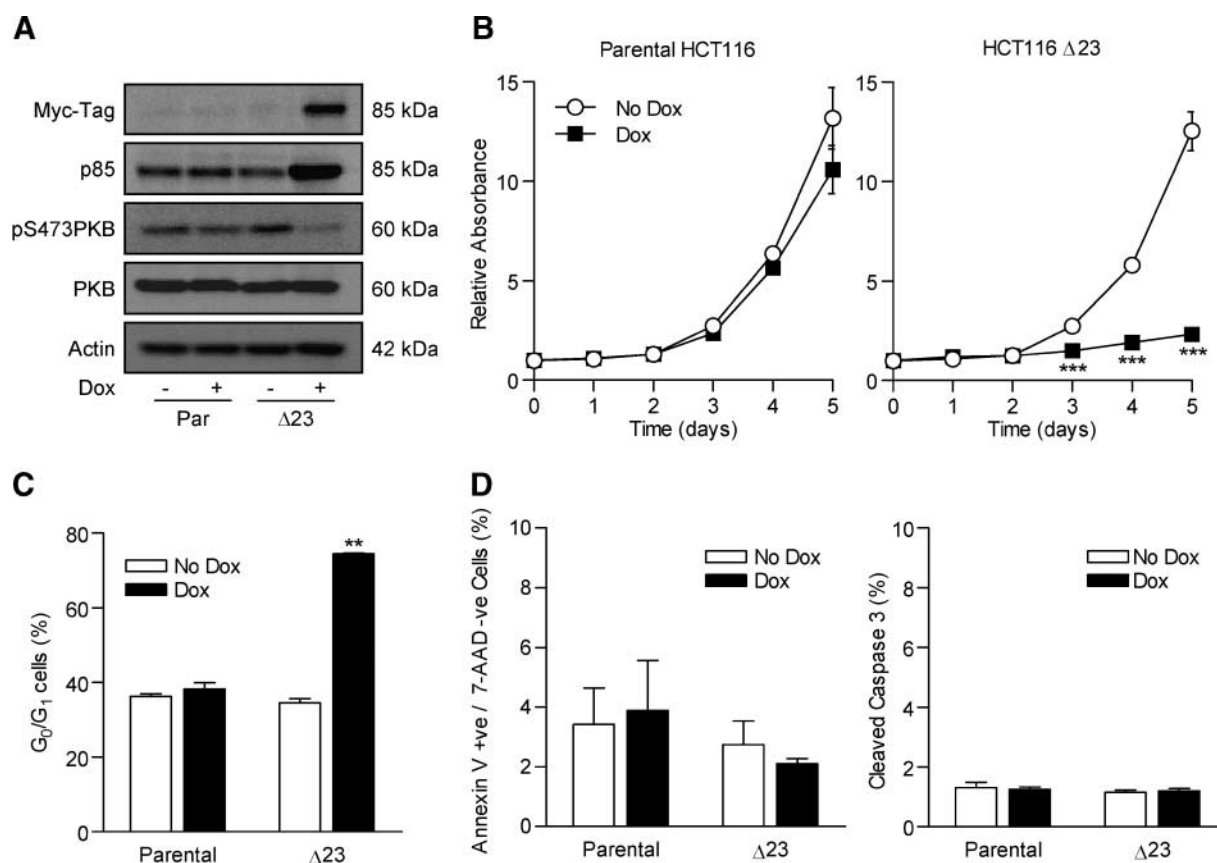 A
Myc-Tag
85 kDa
p85
85 kDa
pS473PKB
60 kDa
PKB
60 kDa
Actin
42 kDa
Dox
- + - +
Par
Δ23
B
Parental HCT116
HCT116 Δ23
Relative Absorbance
15
10
5
0
No Dox
Dox
0 1 2 3 4 5
Time (days)
15
10
5
0
***
***
***
0 1 2 3 4 5
Time (days)
C
G0/G1 cells (%)
80
60
40
20
0
No Dox
Dox
**
Parental
Δ23
D
Annexin V +ve / 7-AAD -ve Cells (%)
10
8
6
4
2
0
No Dox
Dox
Parental
Δ23
Cleaved Caspase 3 (%)
10
8
6
4
2
0
No Dox
Dox
Parental
Δ23